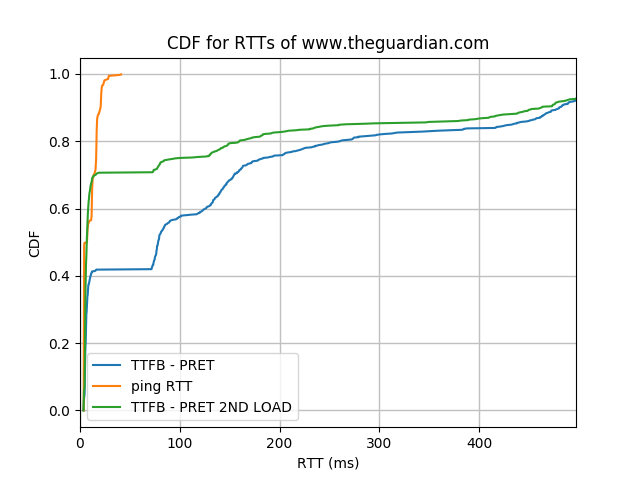 CDF for RTTs of www.theguardian.com
1.0
0.8
0.6
0.4
0.2
0.0
CDF
TTFB - PRET
ping RTT
TTFB - PRET 2ND LOAD
0
100
200
300
400
RTT (ms)